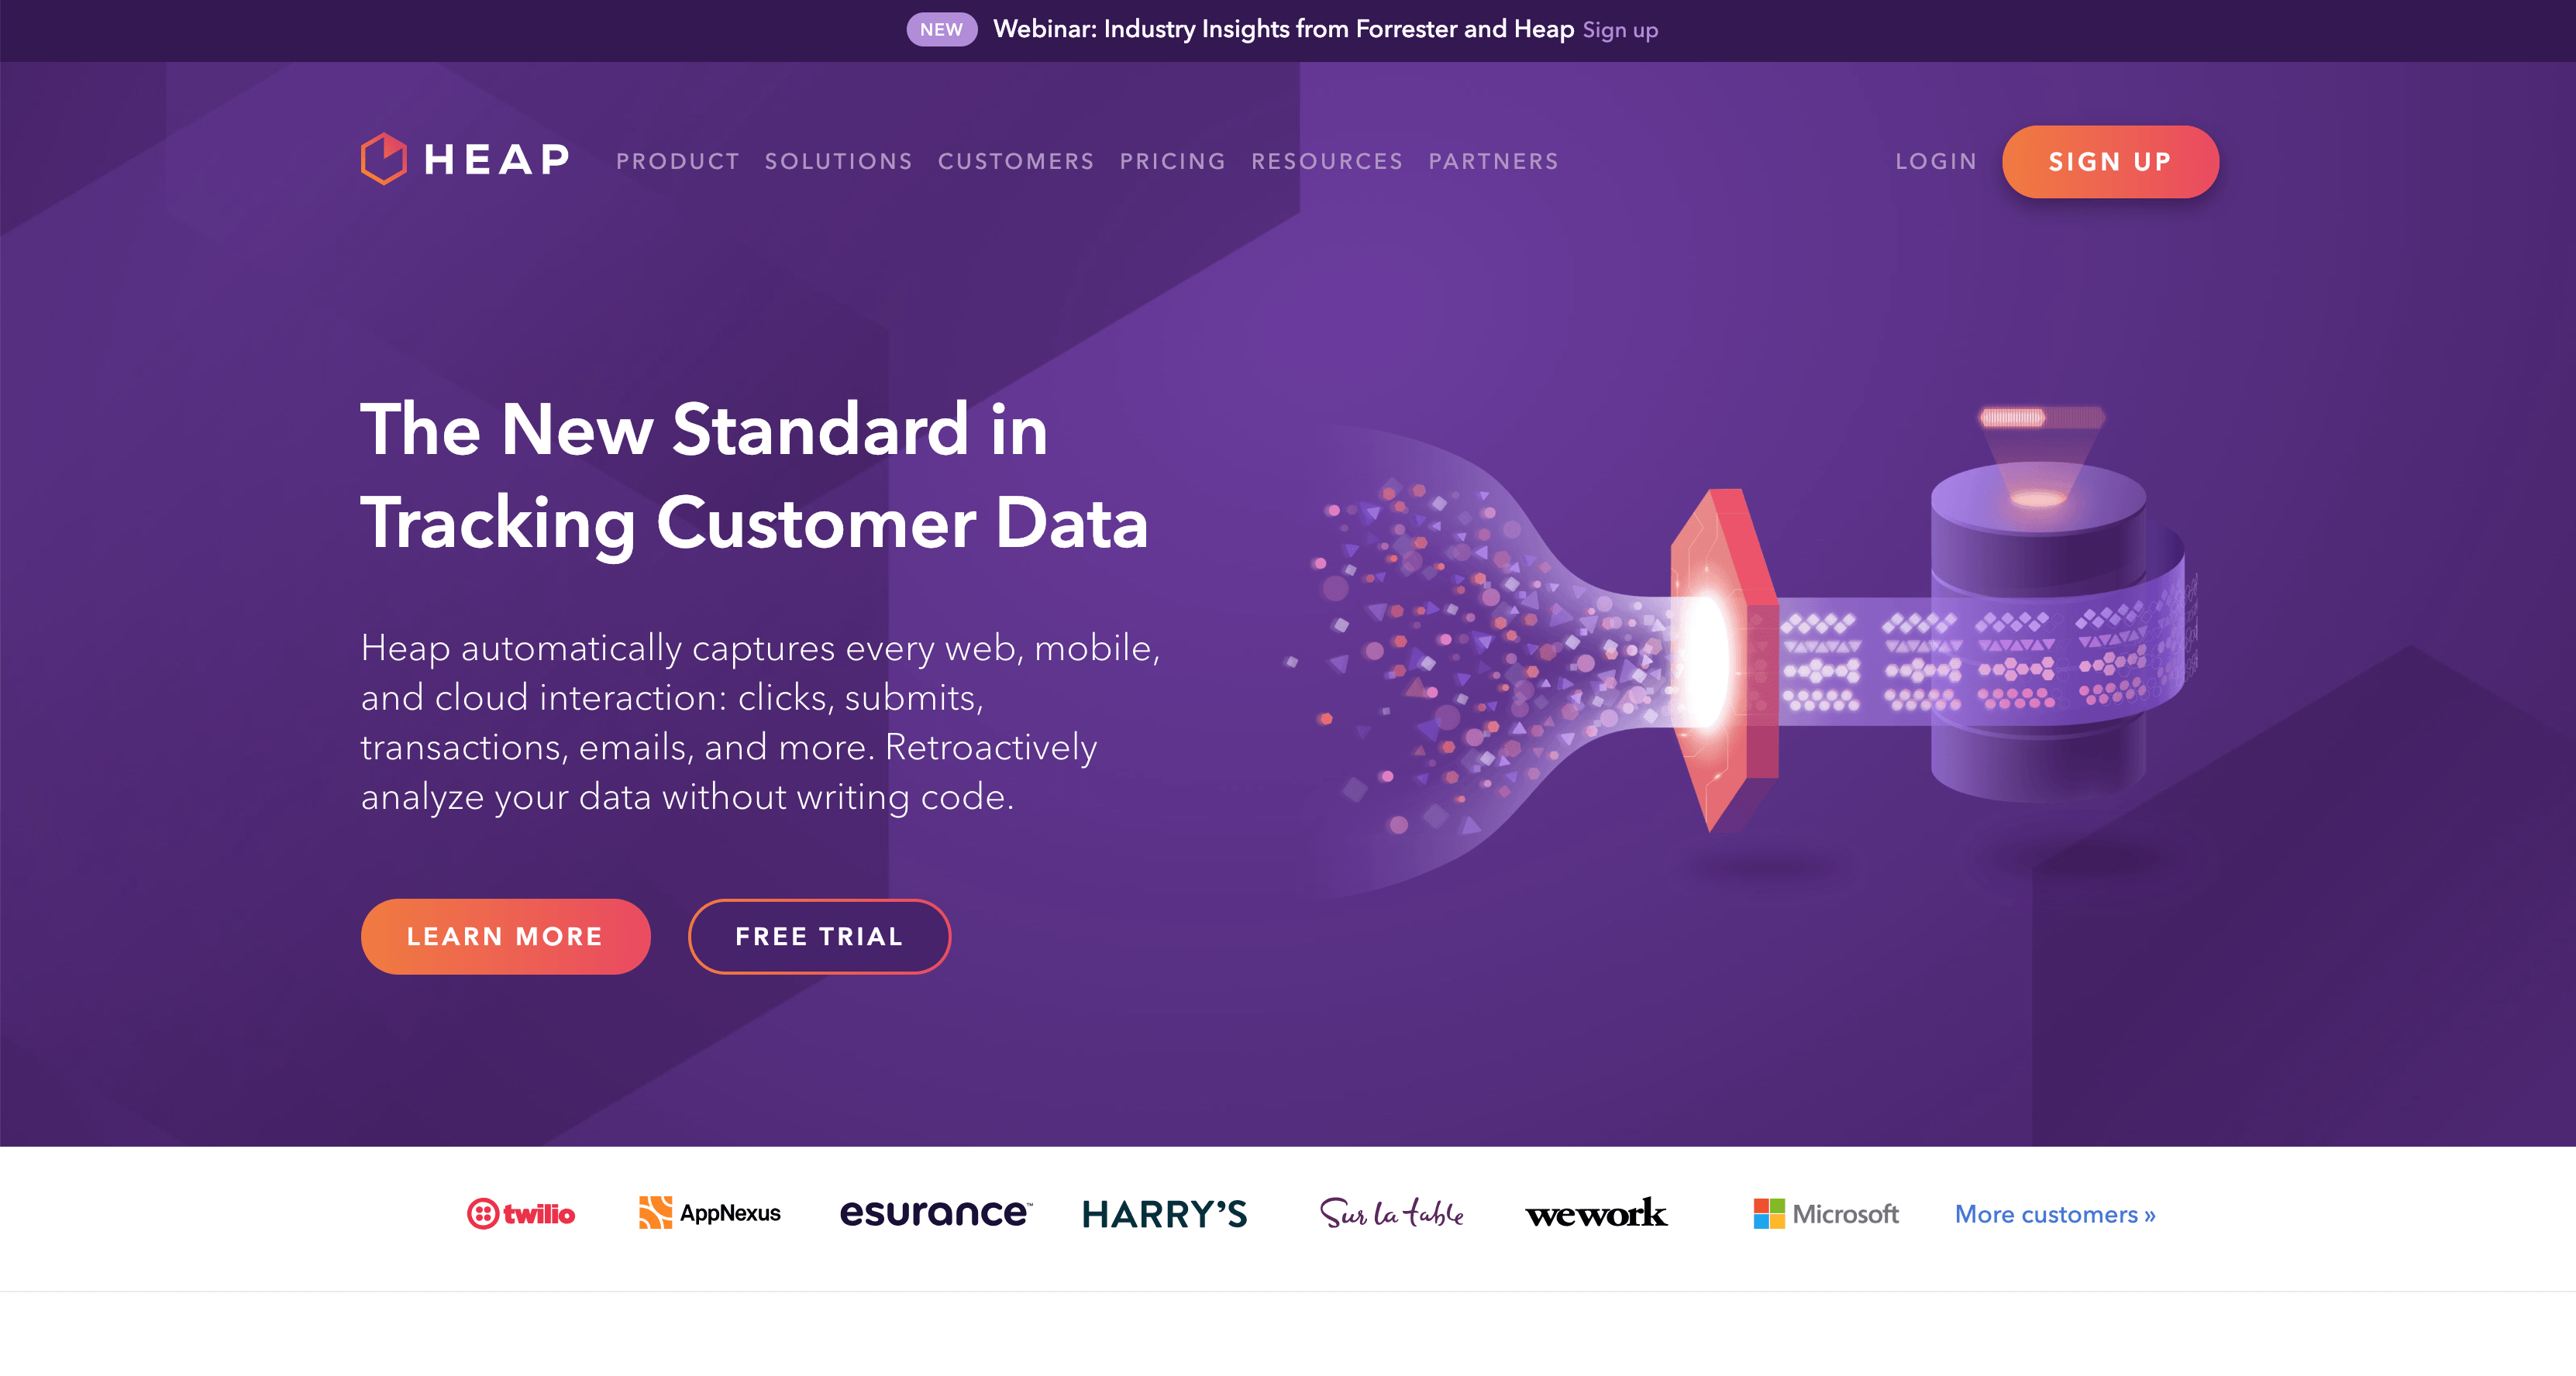 NEW Webinar: Industry Insights from Forrester and Heap Sign up
HEAP PRODUCT SOLUTIONS CUSTOMERS PRICING RESOURCES PARTNERS LOGIN SIGN UP
The New Standard in
Tracking Customer Data
Heap automatically captures every web, mobile,
and cloud interaction: clicks, submits,
transactions, emails, and more. Retroactively
analyze your data without writing code.
LEARN MORE FREE TRIAL
twilio AppNexus esurance™ HARRY'S Sur la table wework Microsoft More customers »